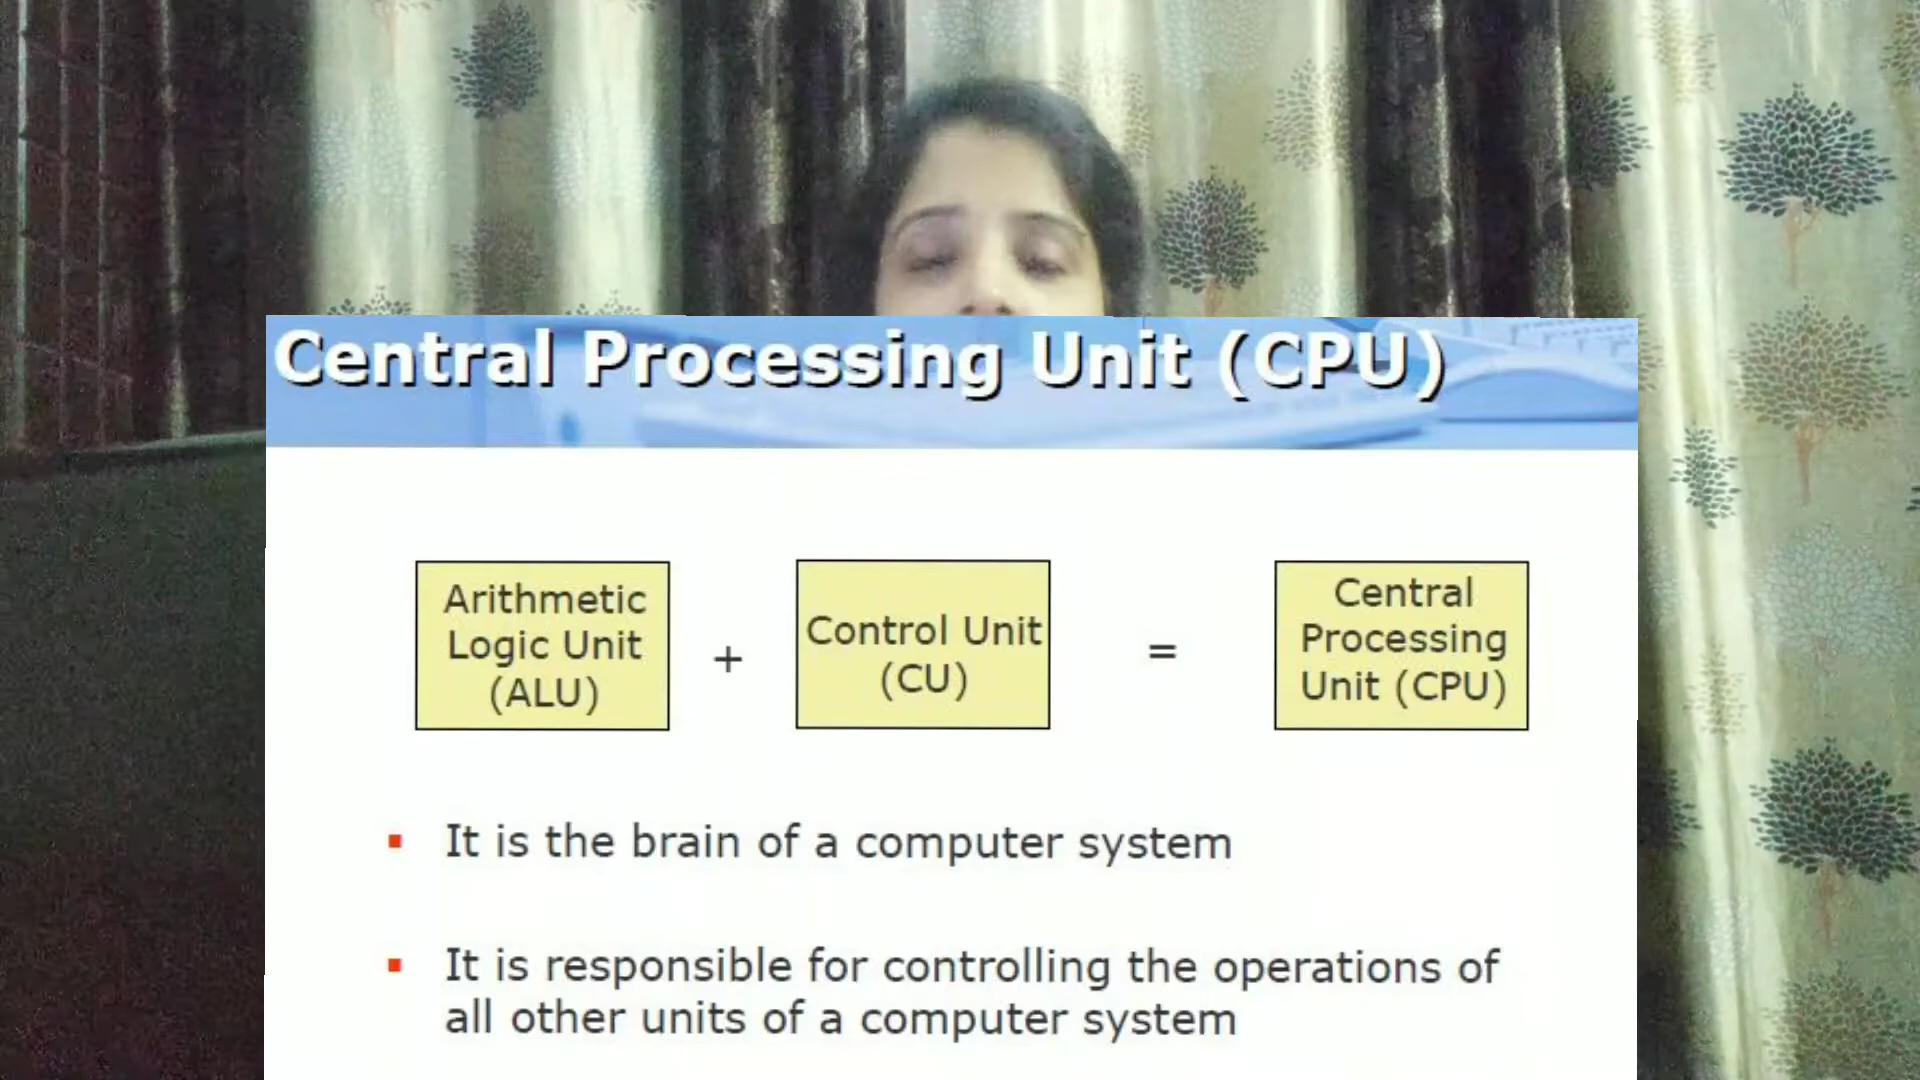 Central Processing Unit (CPU)
Arithmetic
Logic Unit
(ALU)
+
Control Unit
(CU)
=
Central
Processing
Unit (CPU)
▪ It is the brain of a computer system
▪ It is responsible for controlling the operations of
all other units of a computer system